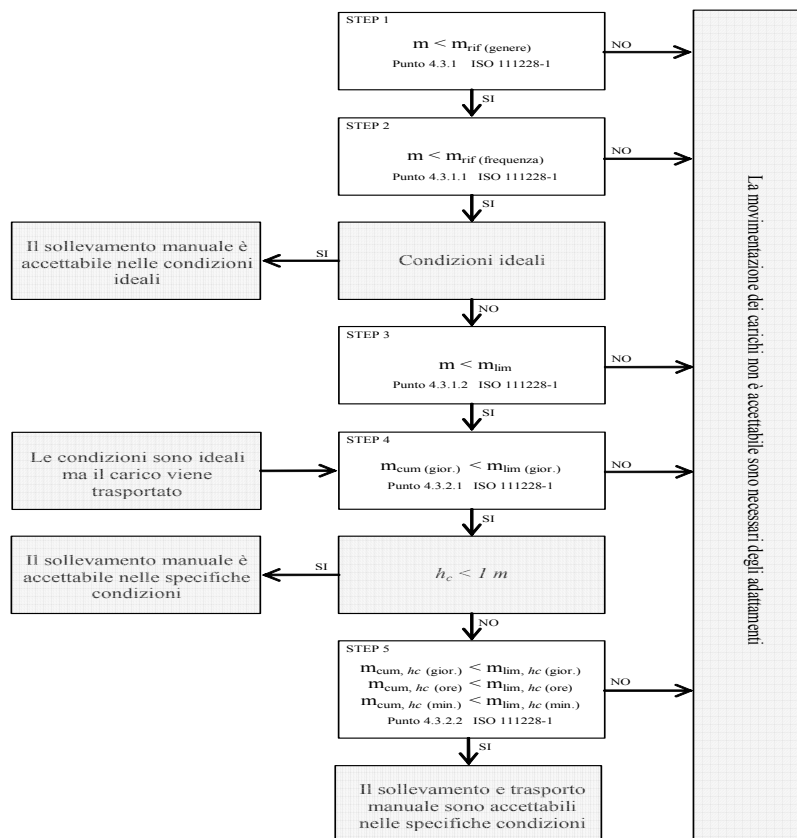 STEP 1
m < mrif (genere)
Punto 4.3.1 ISO 111228-1
NO
SI
STEP 2
m < mrif (frequenza)
Punto 4.3.1.1 ISO 111228-1
NO
SI
Il sollevamento manuale è
accettabile nelle condizioni
ideali
SI
Condizioni ideali
NO
STEP 3
m < mlim
Punto 4.3.1.2 ISO 111228-1
NO
SI
Le condizioni sono ideali
ma il carico viene
trasportato
STEP 4
mcum (gior.) < mlim (gior.)
Punto 4.3.2.1 ISO 111228-1
NO
SI
Il sollevamento manuale è
accettabile nelle specifiche
condizioni
SI
hc < 1 m
NO
STEP 5
mcum, hc (gior.) < mlim, hc (gior.)
mcum, hc (ore) < mlim, hc (ore)
mcum, hc (min.) < mlim, hc (min.)
Punto 4.3.2.2 ISO 111228-1
NO
SI
Il sollevamento e trasporto
manuale sono accettabili
nelle specifiche condizioni
La movimentazione dei carichi non è accettabile sono necessari degli adattamenti